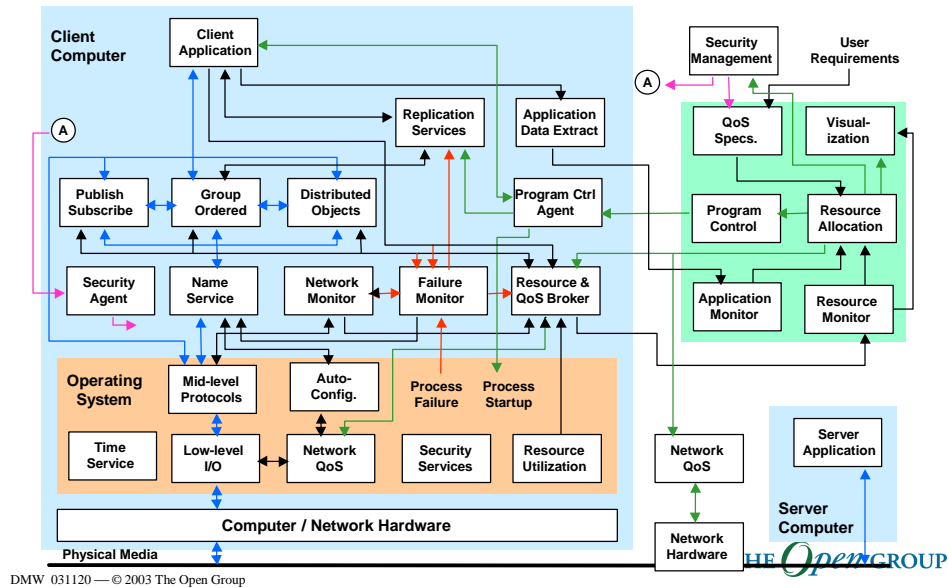 Client
Computer
Client
Application
Security
Management
User
Requirements
A
A
Replication
Services
Application
Data Extract
QoS
Specs.
Visual-
ization
Publish
Subscribe
Group
Ordered
Distributed
Objects
Program Ctrl
Agent
Program
Control
Resource
Allocation
Security
Agent
Name
Service
Network
Monitor
Failure
Monitor
Resource &
QoS Broker
Application
Monitor
Resource
Monitor
Operating
System
Mid-level
Protocols
Auto-
Config.
Process
Failure
Process
Startup
Time
Service
Low-level
I/O
Network
QoS
Security
Services
Resource
Utilization
Network
QoS
Server
Application
Server
Computer
Computer / Network Hardware
Network
Hardware
Physical Media
THE Open GROUP
DMW 031120 — © 2003 The Open Group